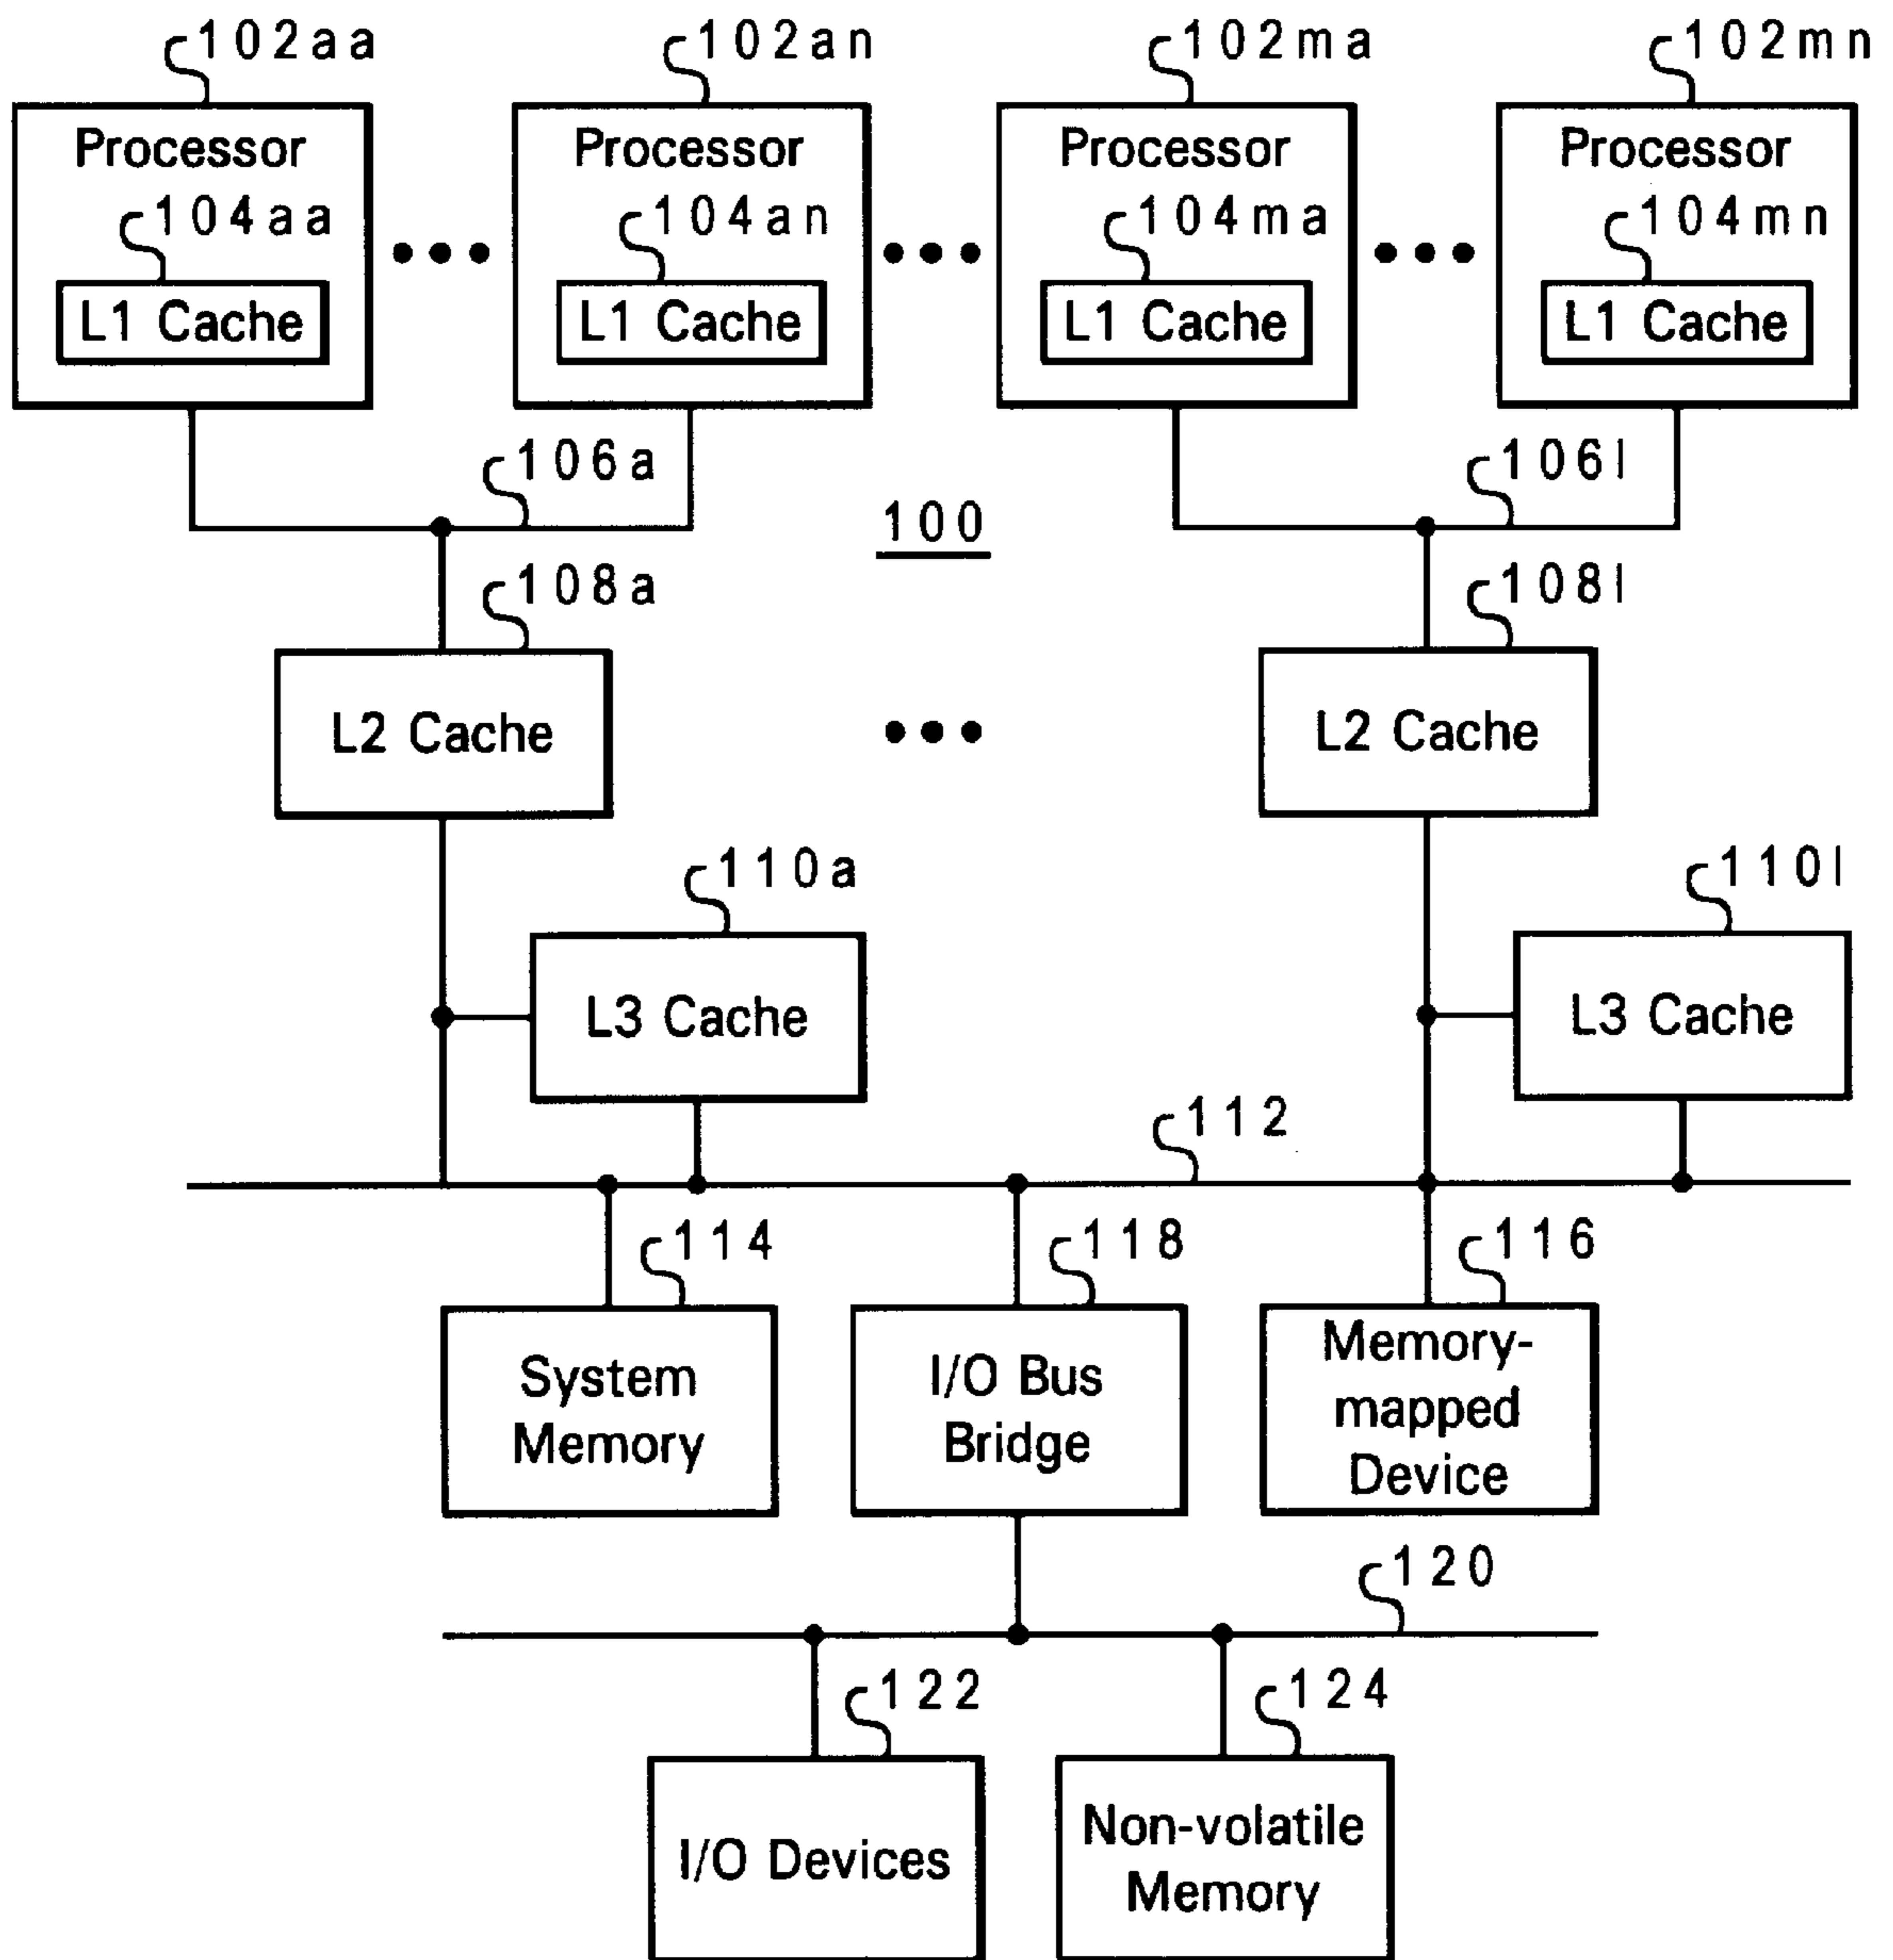 102aa
102an
102ma
102mn
Processor
Processor
Processor
Processor
104aa
104an
104ma
104mn
L1 Cache
L1 Cache
L1 Cache
L1 Cache
106a
106l
100
108a
108l
L2 Cache
L2 Cache
110a
110l
L3 Cache
L3 Cache
112
114
118
116
System
Memory
I/O Bus
Bridge
Memory-
mapped
Device
120
122
124
I/O Devices
Non-volatile
Memory